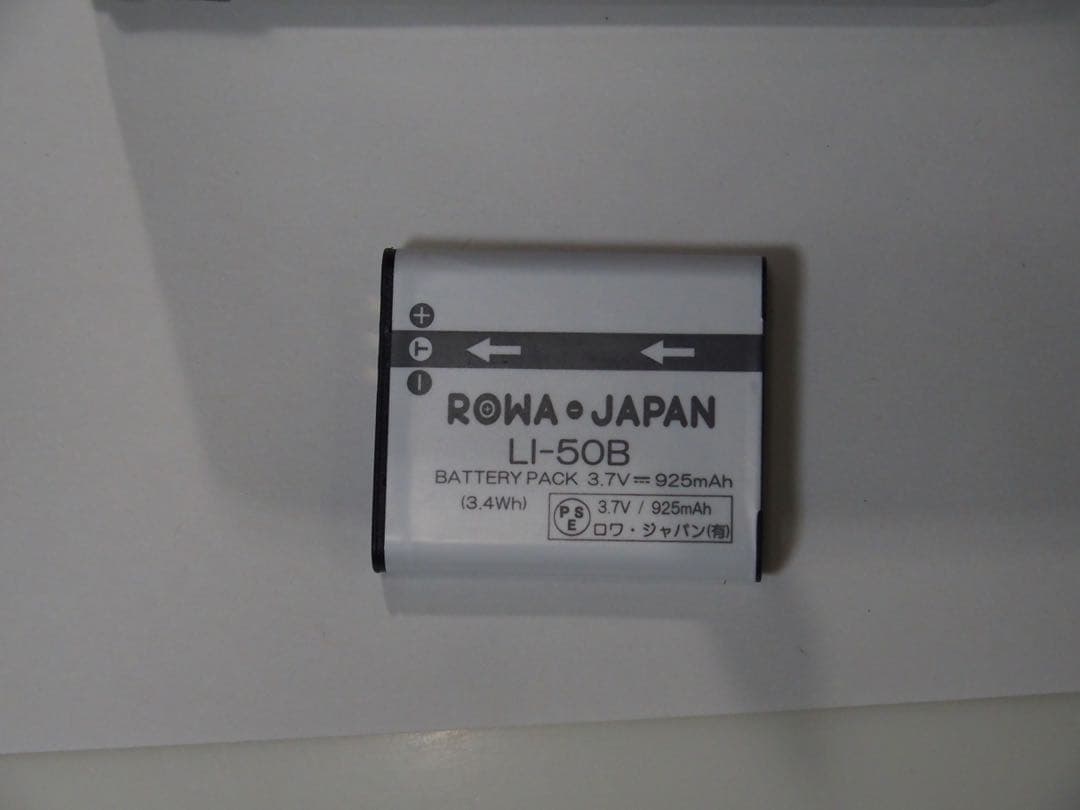 +
T
−
ROWA JAPAN
LI-50B
BATTERY PACK 3.7V⎓925mAh
(3.4Wh)
PSE
3.7V / 925mAh
ロワ・ジャパン(有)